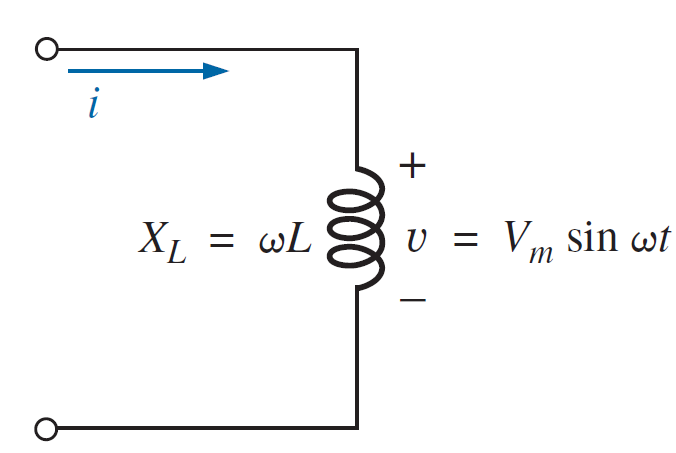 i
+
X_L = ωL
v = V_m sin ωt
−